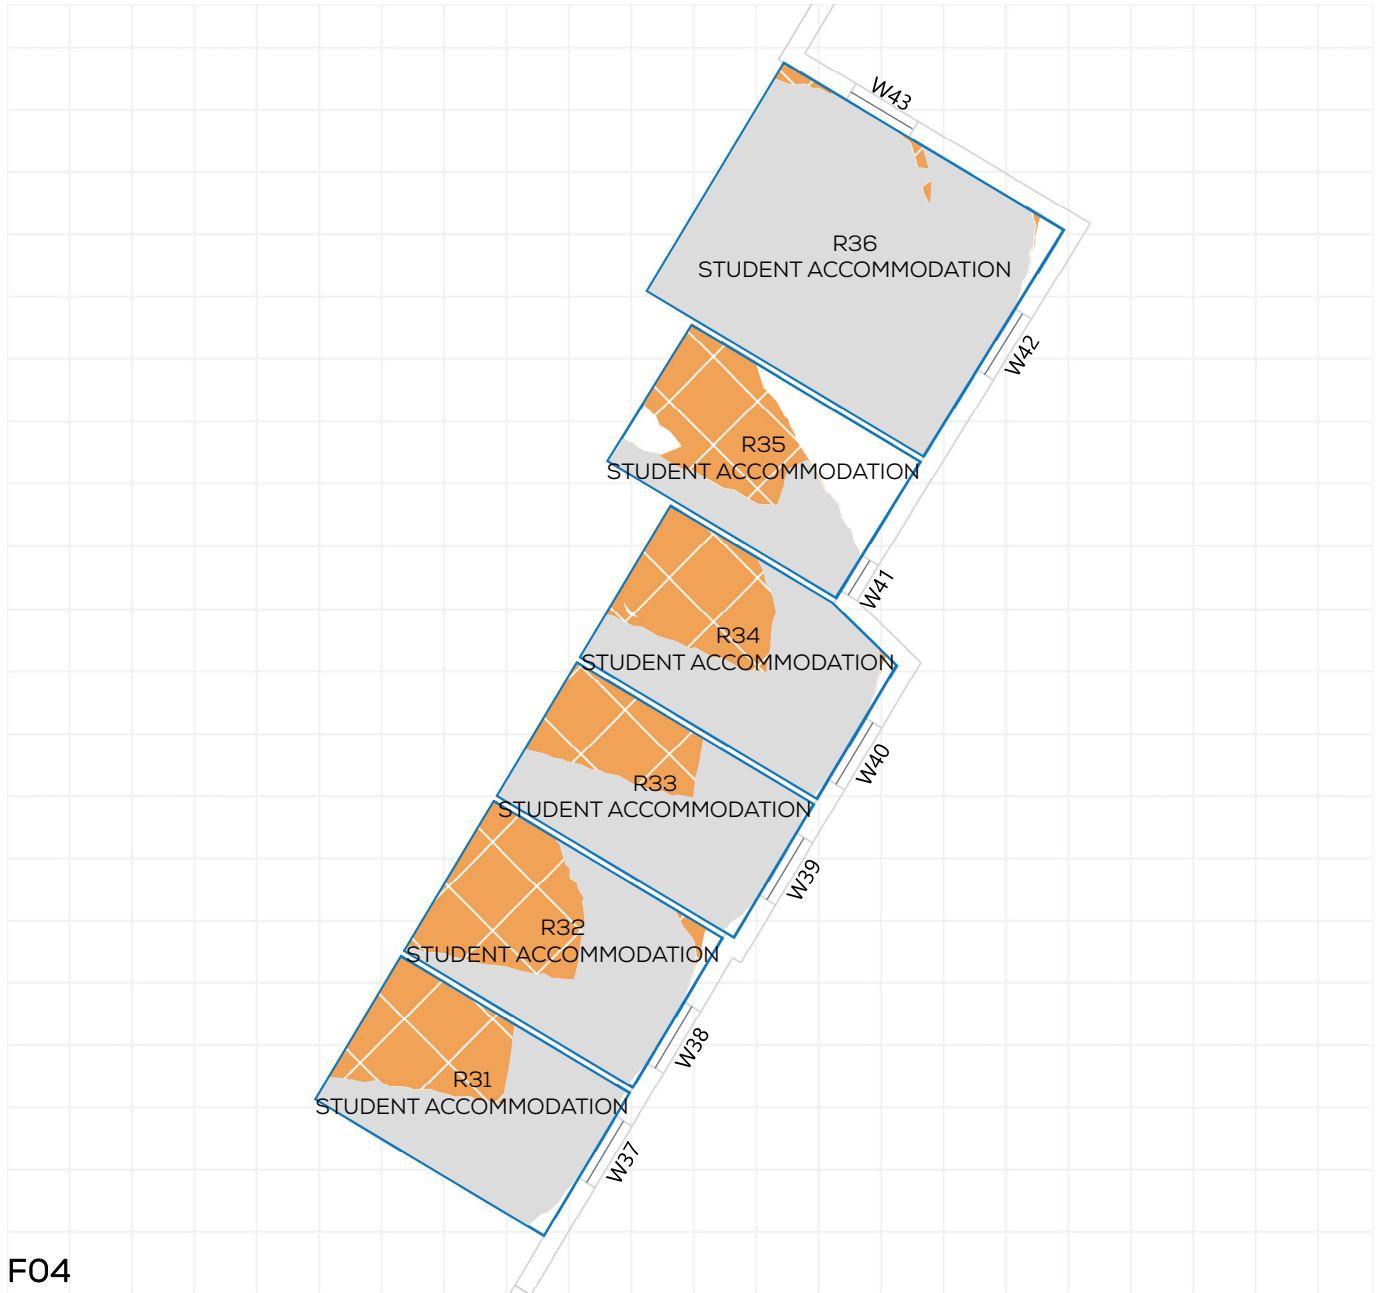 W43
R36
STUDENT ACCOMMODATION
W42
R35
STUDENT ACCOMMODATION
W41
R34
STUDENT ACCOMMODATION
W40
R33
STUDENT ACCOMMODATION
W39
R32
STUDENT ACCOMMODATION
W38
R31
STUDENT ACCOMMODATION
W37
F04